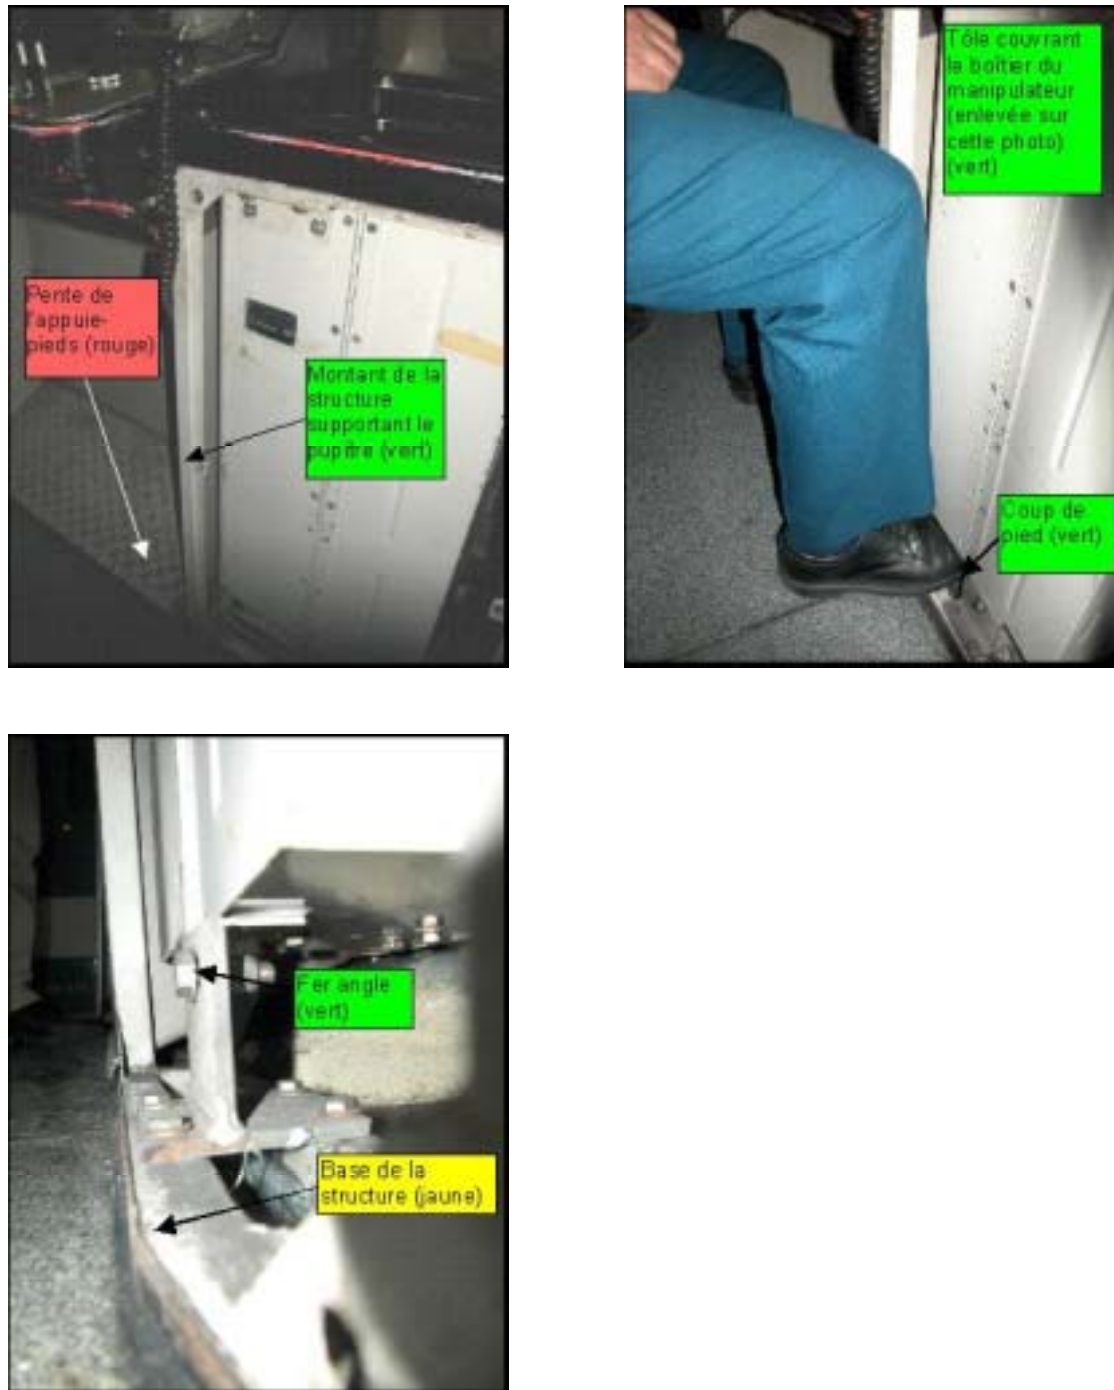 Pente de
l'appuie-
pieds (rouge)
Montant de la
structure
supportant le
pupitre (vert)
Tôle couvrant
le boîtier du
manipulateur
(enlevée sur
cette photo)
(vert)
Coup de
pied (vert)
Fer angle
(vert)
Base de la
structure (jaune)